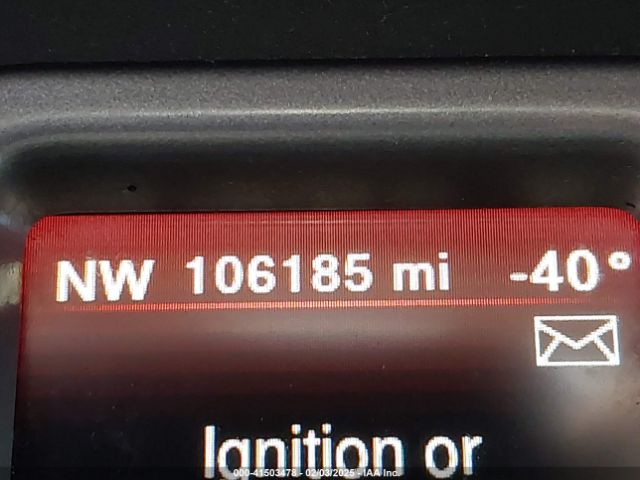 NW 106185 mi -40°
Ignition or
000-41503478 - 02/03/2025 - IAA Inc.